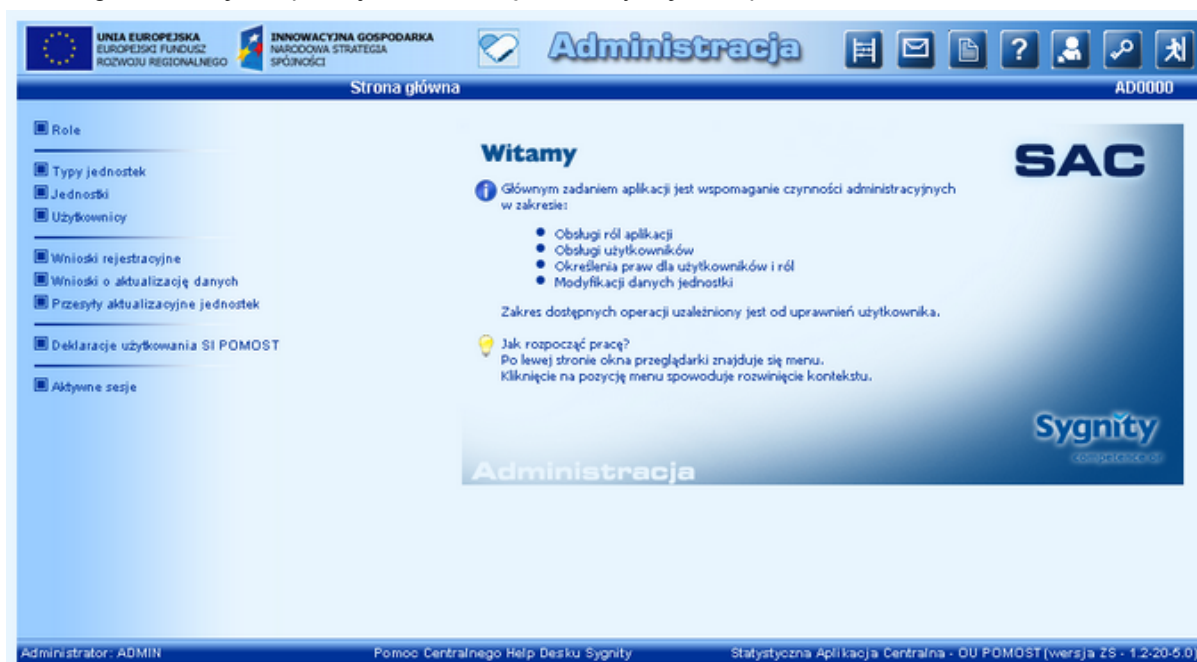 UNIA EUROPEJSKA
EUROPEJSKI FUNDUSZ
ROZWOJU REGIONALNEGO
INNOWACYJNA GOSPODARKA
NARODOWA STRATEGIA
SPÓJNOŚCI
Administracja
?
Strona główna
AD0000
Role
Typy jednostek
Jednostki
Użytkownicy
Wnioski rejestracyjne
Wnioski o aktualizację danych
Przesyły aktualizacyjne jednostek
Deklaracje użytkowania SI POMOST
Aktywne sesje
Witamy
SAC
Głównym zadaniem aplikacji jest wspomaganie czynności administracyjnych
w zakresie:
Obsługi ról aplikacji
Obsługi użytkowników
Określenia praw dla użytkowników i ról
Modyfikacji danych jednostki
Zakres dostępnych operacji uzależniony jest od uprawnień użytkownika.
Jak rozpocząć pracę?
Po lewej stronie okna przeglądarki znajduje się menu.
Kliknięcie na pozycję menu spowoduje rozwinięcie kontekstu.
Sygnity
Administracja
Administrator: ADMIN
Pomoc Centralnego Help Desku Sygnity
Statystyczna Aplikacja Centralna - OU POMOST (wersja ZS - 1.2-20-5.0)